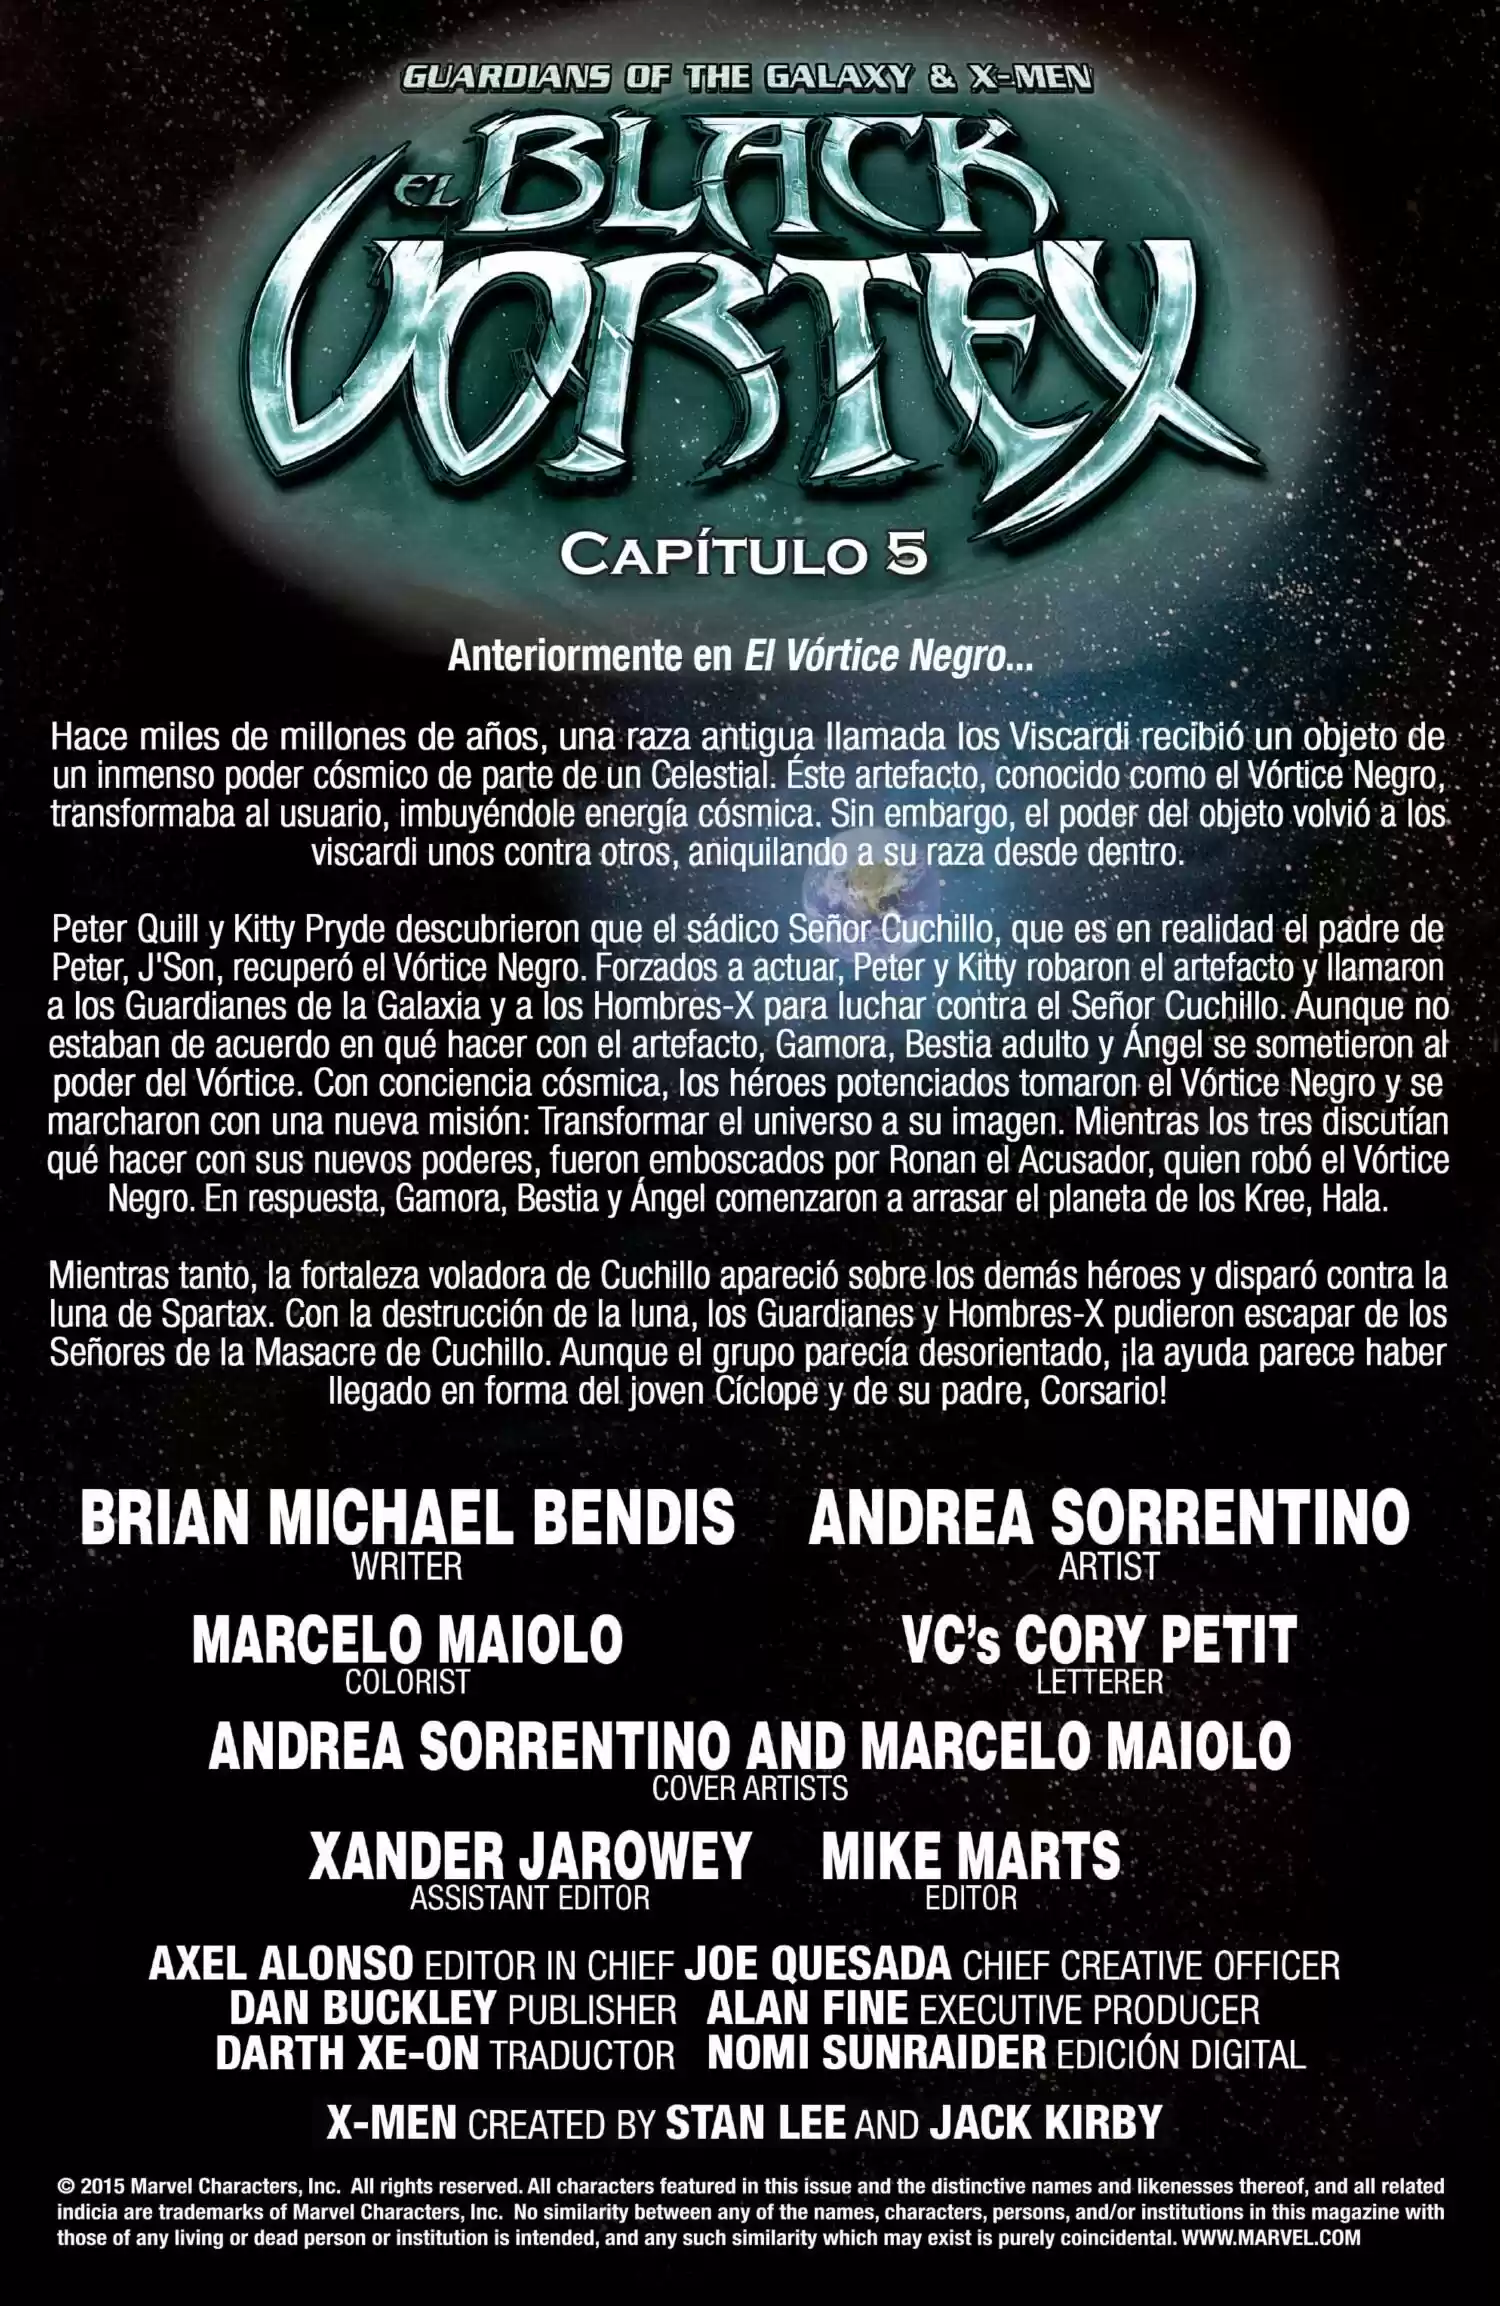 GUARDIANS OF THE GALAXY & X-MEN
EL BLACK
VORTEX
CAPÍTULO 5
Anteriormente en El Vórtice Negro...
Hace miles de millones de años, una raza antigua llamada los Viscardi recibió un objeto de
un inmenso poder cósmico de parte de un Celestial. Éste artefacto, conocido como el Vórtice Negro,
transformaba al usuario, imbuyéndole energía cósmica. Sin embargo, el poder del objeto volvió a los
viscardi unos contra otros, aniquilando a su raza desde dentro.
Peter Quill y Kitty Pryde descubrieron que el sádico Señor Cuchillo, que es en realidad el padre de
Peter, J'Son, recuperó el Vórtice Negro. Forzados a actuar, Peter y Kitty robaron el artefacto y llamaron
a los Guardianes de la Galaxia y a los Hombres-X para luchar contra el Señor Cuchillo. Aunque no
estaban de acuerdo en qué hacer con el artefacto, Gamora, Bestia adulto y Ángel se sometieron al
poder del Vórtice. Con conciencia cósmica, los héroes potenciados tomaron el Vórtice Negro y se
marcharon con una nueva misión: Transformar el universo a su imagen. Mientras los tres discutían
qué hacer con sus nuevos poderes, fueron emboscados por Ronan el Acusador, quien robó el Vórtice
Negro. En respuesta, Gamora, Bestia y Ángel comenzaron a arrasar el planeta de los Kree, Hala.
Mientras tanto, la fortaleza voladora de Cuchillo apareció sobre los demás héroes y disparó contra la
luna de Spartax. Con la destrucción de la luna, los Guardianes y Hombres-X pudieron escapar de los
Señores de la Masacre de Cuchillo. Aunque el grupo parecía desorientado, ¡la ayuda parece haber
llegado en forma del joven Cíclope y de su padre, Corsario!
BRIAN MICHAEL BENDIS ANDREA SORRENTINO
WRITER ARTIST
MARCELO MAIOLO VC's CORY PETIT
COLORIST LETTERER
ANDREA SORRENTINO AND MARCELO MAIOLO
COVER ARTISTS
XANDER JAROWEY MIKE MARTS
ASSISTANT EDITOR EDITOR
AXEL ALONSO EDITOR IN CHIEF JOE QUESADA CHIEF CREATIVE OFFICER
DAN BUCKLEY PUBLISHER ALAN FINE EXECUTIVE PRODUCER
DARTH XE-ON TRADUCTOR NOMI SUNRAIDER EDICIÓN DIGITAL
X-MEN CREATED BY STAN LEE AND JACK KIRBY
© 2015 Marvel Characters, Inc. All rights reserved. All characters featured in this issue and the distinctive names and likenesses thereof, and all related
indicia are trademarks of Marvel Characters, Inc. No similarity between any of the names, characters, persons, and/or institutions in this magazine with
those of any living or dead person or institution is intended, and any such similarity which may exist is purely coincidental. WWW.MARVEL.COM